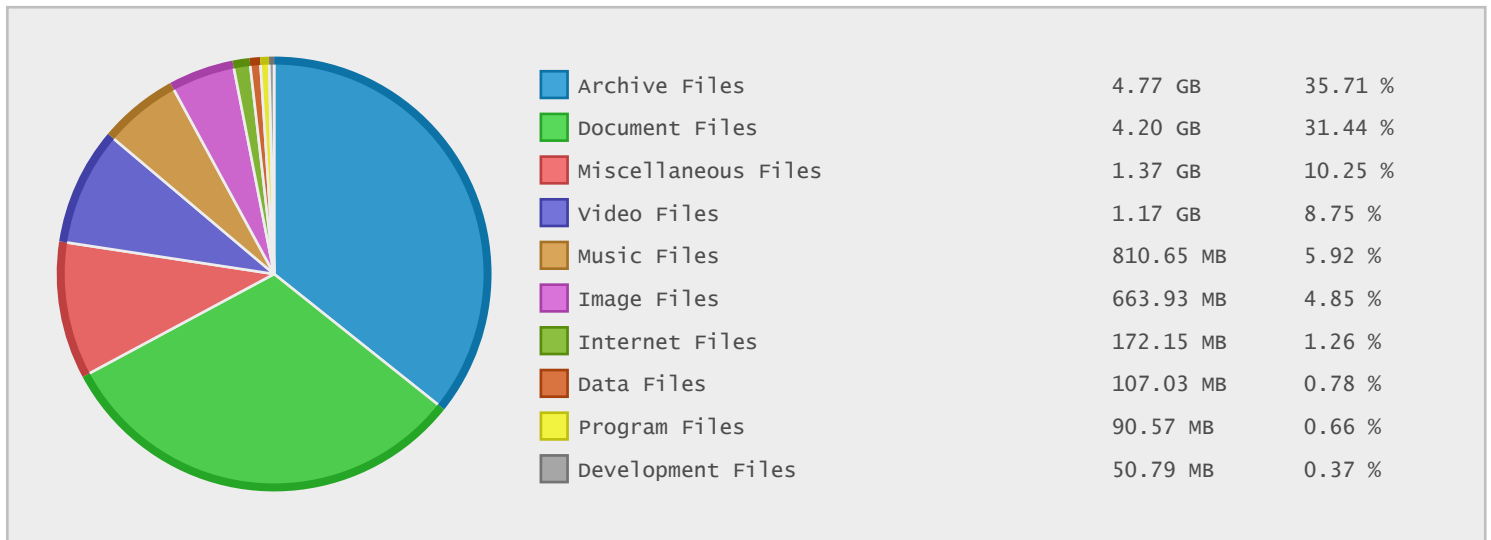 Archive Files 4.77 GB 35.71 %
Document Files 4.20 GB 31.44 %
Miscellaneous Files 1.37 GB 10.25 %
Video Files 1.17 GB 8.75 %
Music Files 810.65 MB 5.92 %
Image Files 663.93 MB 4.85 %
Internet Files 172.15 MB 1.26 %
Data Files 107.03 MB 0.78 %
Program Files 90.57 MB 0.66 %
Development Files 50.79 MB 0.37 %